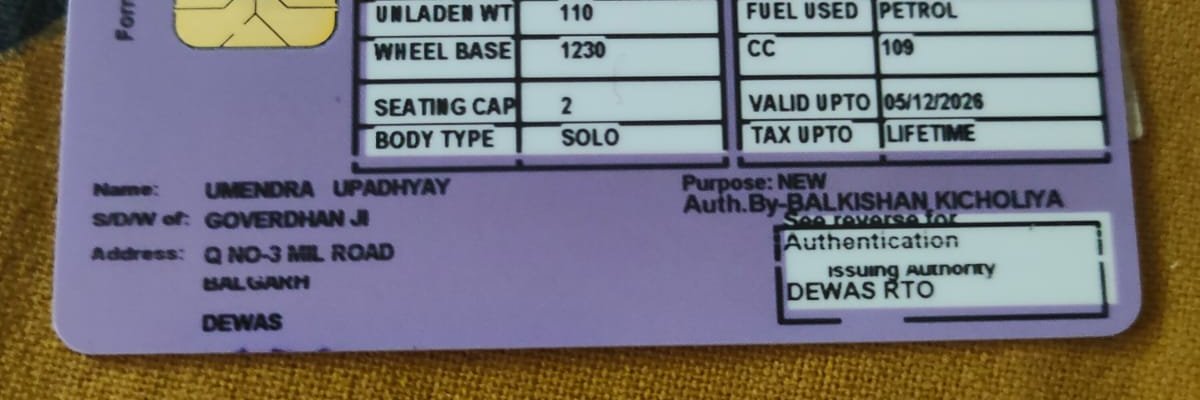 Form
UNLADEN WT 110 FUEL USED PETROL
WHEEL BASE 1230 CC 109
SEATING CAP 2 VALID UPTO 05/12/2026
BODY TYPE SOLO TAX UPTO LIFETIME
Name: UMENDRA UPADHYAY
S/D/W of: GOVERDHAN JI
Address: Q NO-3 MIL ROAD
BALGARH
DEWAS
Purpose: NEW
Auth.By-BALKISHAN KICHOLIYA
See reverse for
Authentication
Issuing Authority
DEWAS RTO